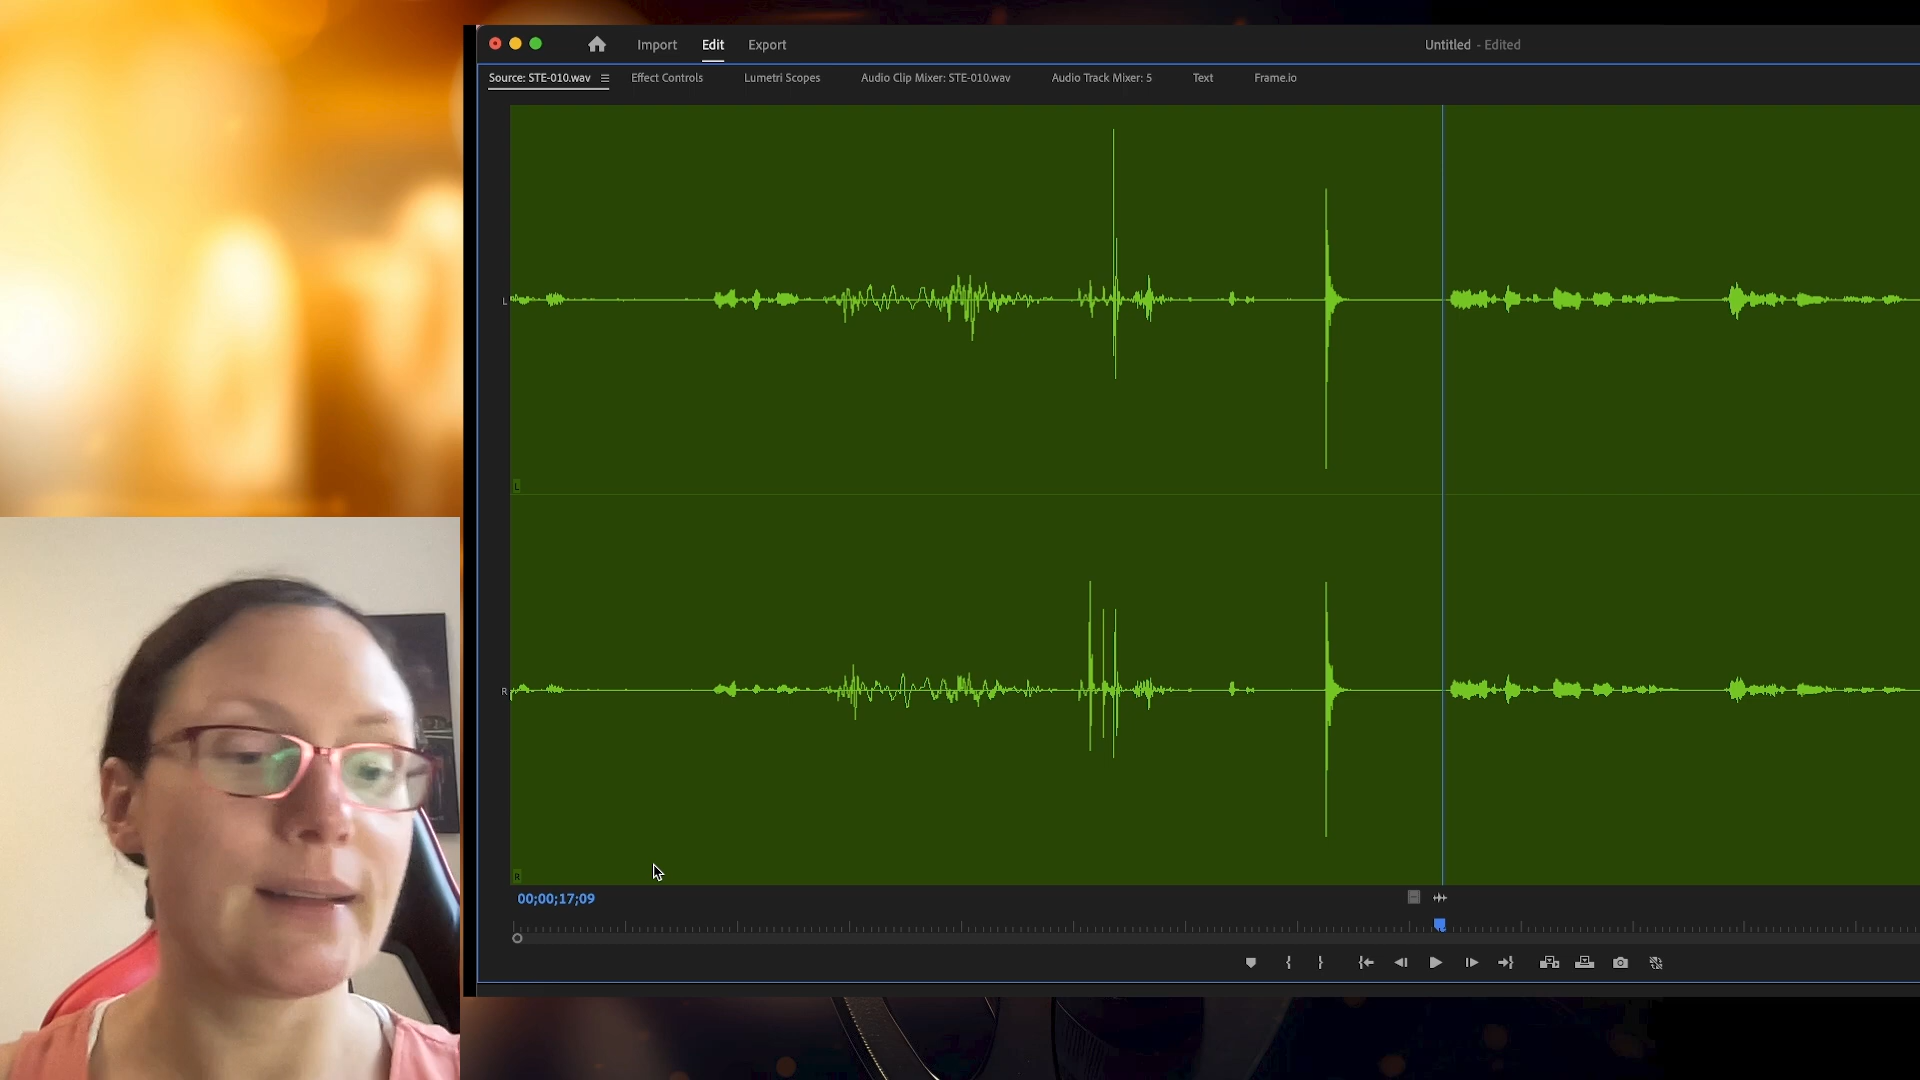 Import Edit Export Untitled - Edited
Source: STE-010.wav Effect Controls Lumetri Scopes Audio Clip Mixer: STE-010.wav Audio Track Mixer: 5 Text Frame.io
L
L
R
R
00;00;17;09